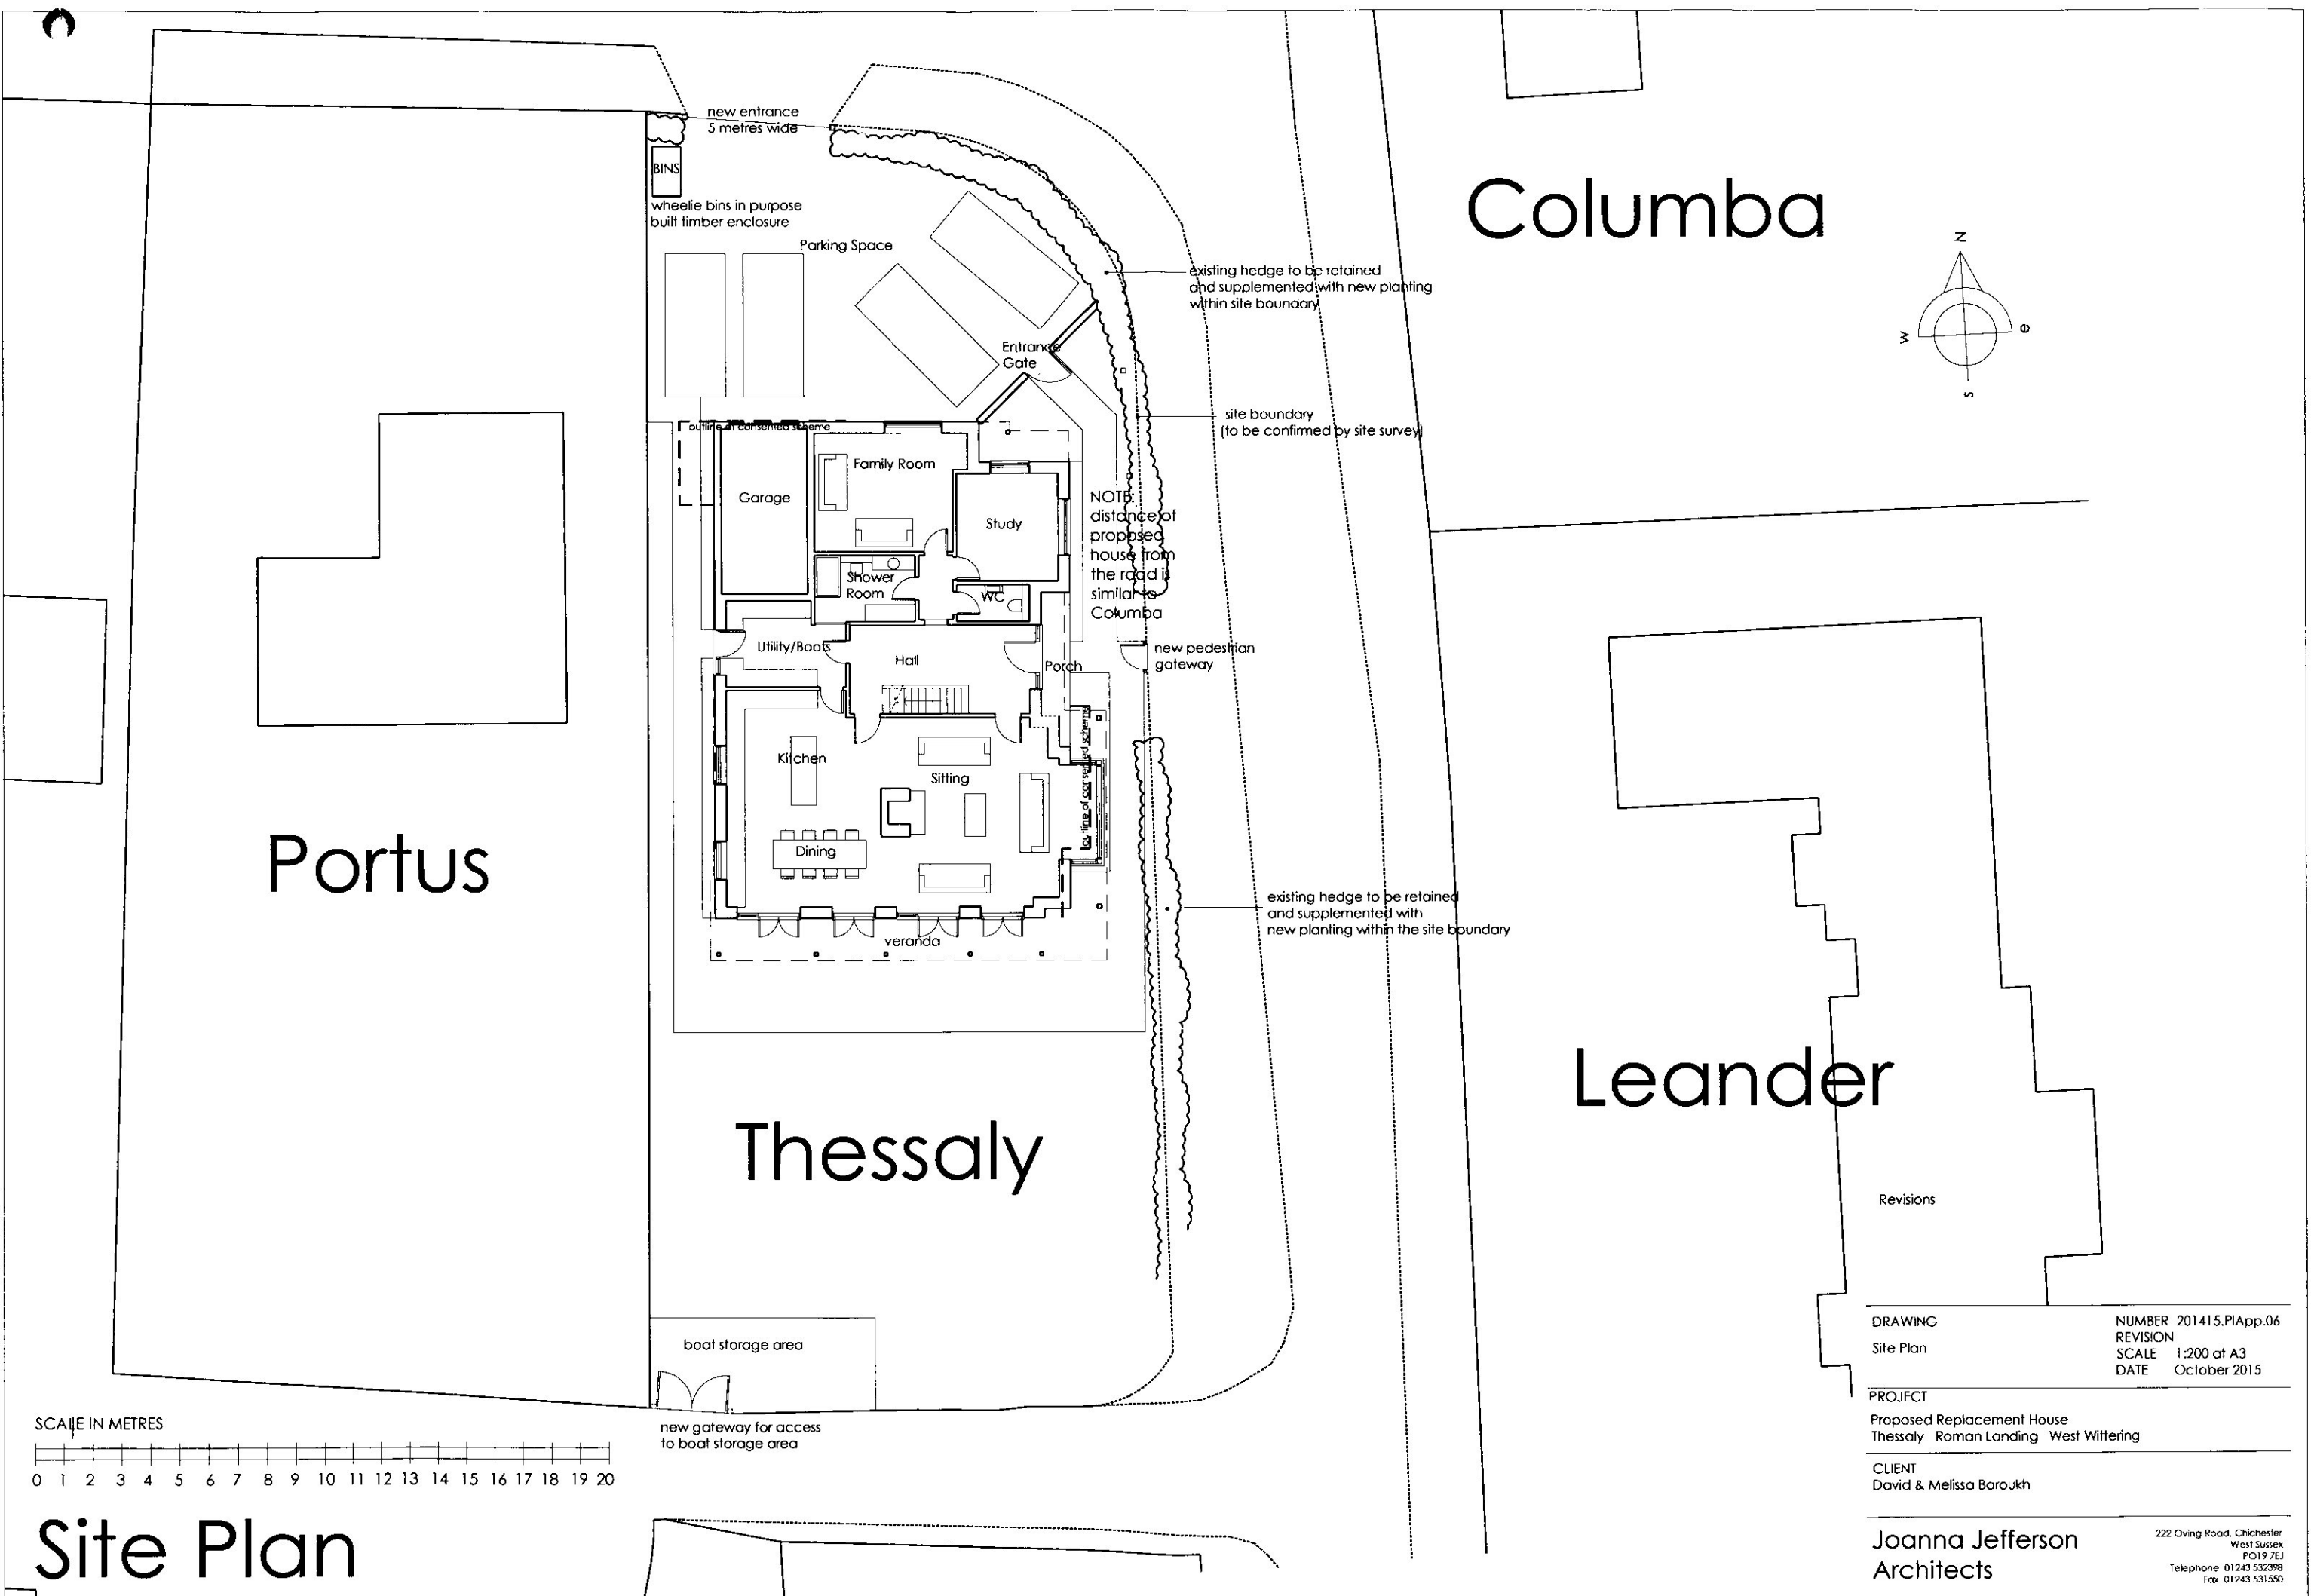 new entrance
5 metres wide
BINS
wheelie bins in purpose
built timber enclosure
Parking Space
Columba
N
w
e
s
existing hedge to be retained
and supplemented with new planting
within site boundary
Entrance
Gate
site boundary
(to be confirmed by site survey)
outline of consented scheme
Family Room
Garage
Study
NOTE:
distance of
proposed
house from
the road is
similar to
Columba
Shower
Room
WC
Utility/Boots
Hall
Porch
new pedestrian
gateway
Kitchen
Sitting
outline of consented scheme
Dining
Portus
veranda
existing hedge to be retained
and supplemented with
new planting within the site boundary
Leander
Thessaly
Revisions
boat storage area
new gateway for access
to boat storage area
SCALE IN METRES
0 1 2 3 4 5 6 7 8 9 10 11 12 13 14 15 16 17 18 19 20
Site Plan
DRAWING
Site Plan
NUMBER 201415.PlApp.06
REVISION
SCALE 1:200 at A3
DATE October 2015
PROJECT
Proposed Replacement House
Thessaly Roman Landing West Wittering
CLIENT
David & Melissa Baroukh
Joanna Jefferson
Architects
222 Oving Road, Chichester
West Sussex
PO19 7EJ
Telephone 01243 532398
Fax 01243 531550